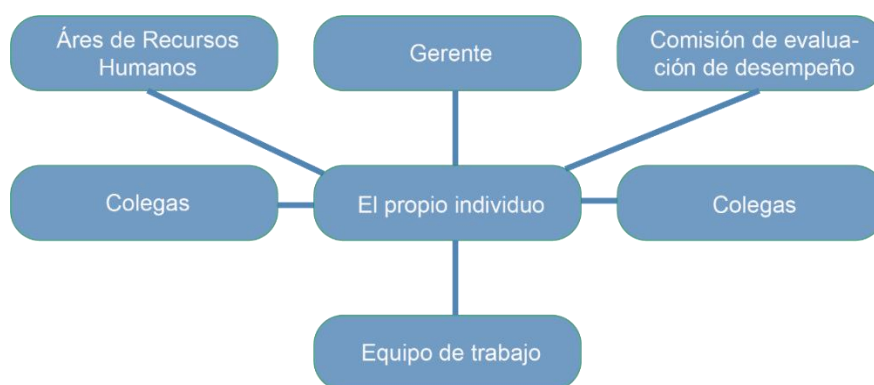 Áres de Recursos
Humanos
Gerente
Comisión de evalua-
ción de desempeño
Colegas
El propio individuo
Colegas
Equipo de trabajo